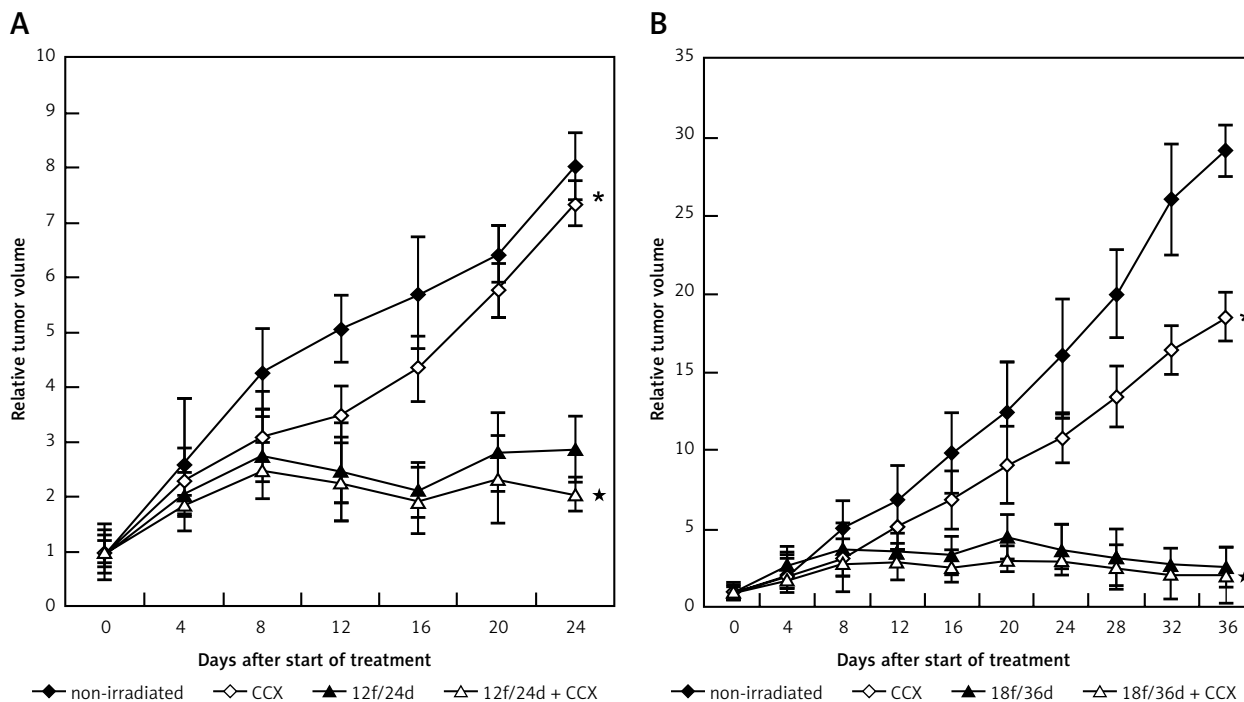 A
Relative tumor volume
10
9
8
7
6
5
4
3
2
1
0
0 4 8 12 16 20 24
*
★
Days after start of treatment
non-irradiated CCX 12f/24d 12f/24d + CCX
B
Relative tumor volume
35
30
25
20
15
10
5
0
0 4 8 12 16 20 24 28 32 36
Days after start of treatment
non-irradiated CCX 18f/36d 18f/36d + CCX